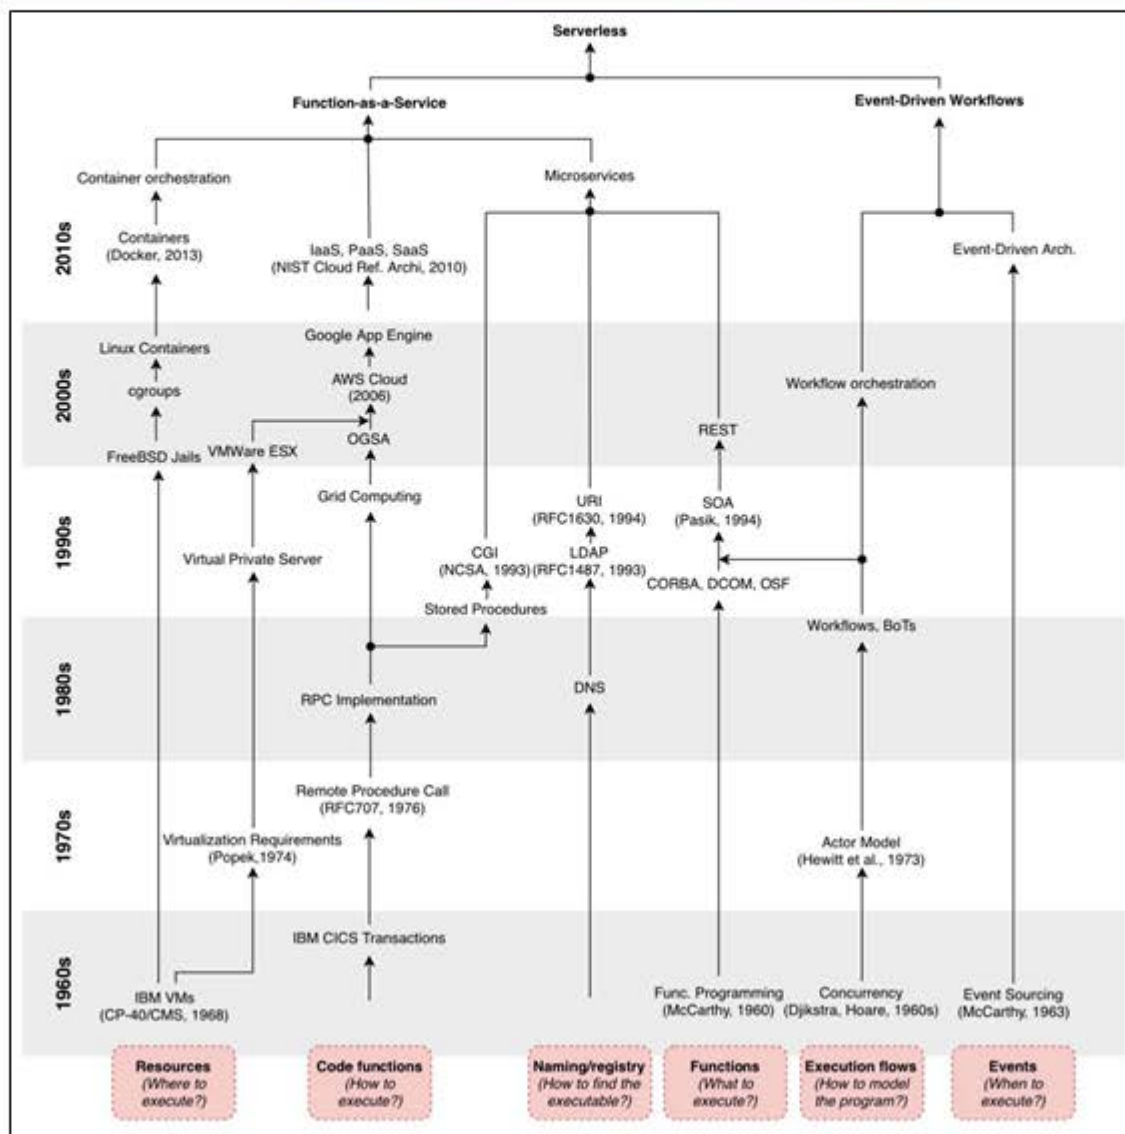 Serverless
Function-as-a-Service
Event-Driven Workflows
Container orchestration
Microservices
2010s
Containers
(Docker, 2013)
IaaS, PaaS, SaaS
(NIST Cloud Ref. Archi, 2010)
Event-Driven Arch.
2000s
Google App Engine
Linux Containers
AWS Cloud
(2006)
cgroups
Workflow orchestration
REST
OGSA
VMWare ESX
FreeBSD Jails
1990s
Grid Computing
URI
(RFC1630, 1994)
SOA
(Pasik, 1994)
Virtual Private Server
CGI
(NCSA, 1993)
LDAP
(RFC1487, 1993)
CORBA, DCOM, OSF
Stored Procedures
Workflows, BoTs
1980s
RPC Implementation
DNS
1970s
Remote Procedure Call
(RFC707, 1976)
Virtualization Requirements
(Popek,1974)
Actor Model
(Hewitt et al., 1973)
1960s
IBM CICS Transactions
IBM VMs
(CP-40/CMS, 1968)
Func. Programming
(McCarthy, 1960)
Concurrency
(Djikstra, Hoare, 1960s)
Event Sourcing
(McCarthy, 1963)
Resources
(Where to
execute?)
Code functions
(How to
execute?)
Naming/registry
(How to find the
executable?)
Functions
(What to
execute?)
Execution flows
(How to model
the program?)
Events
(When to
execute?)